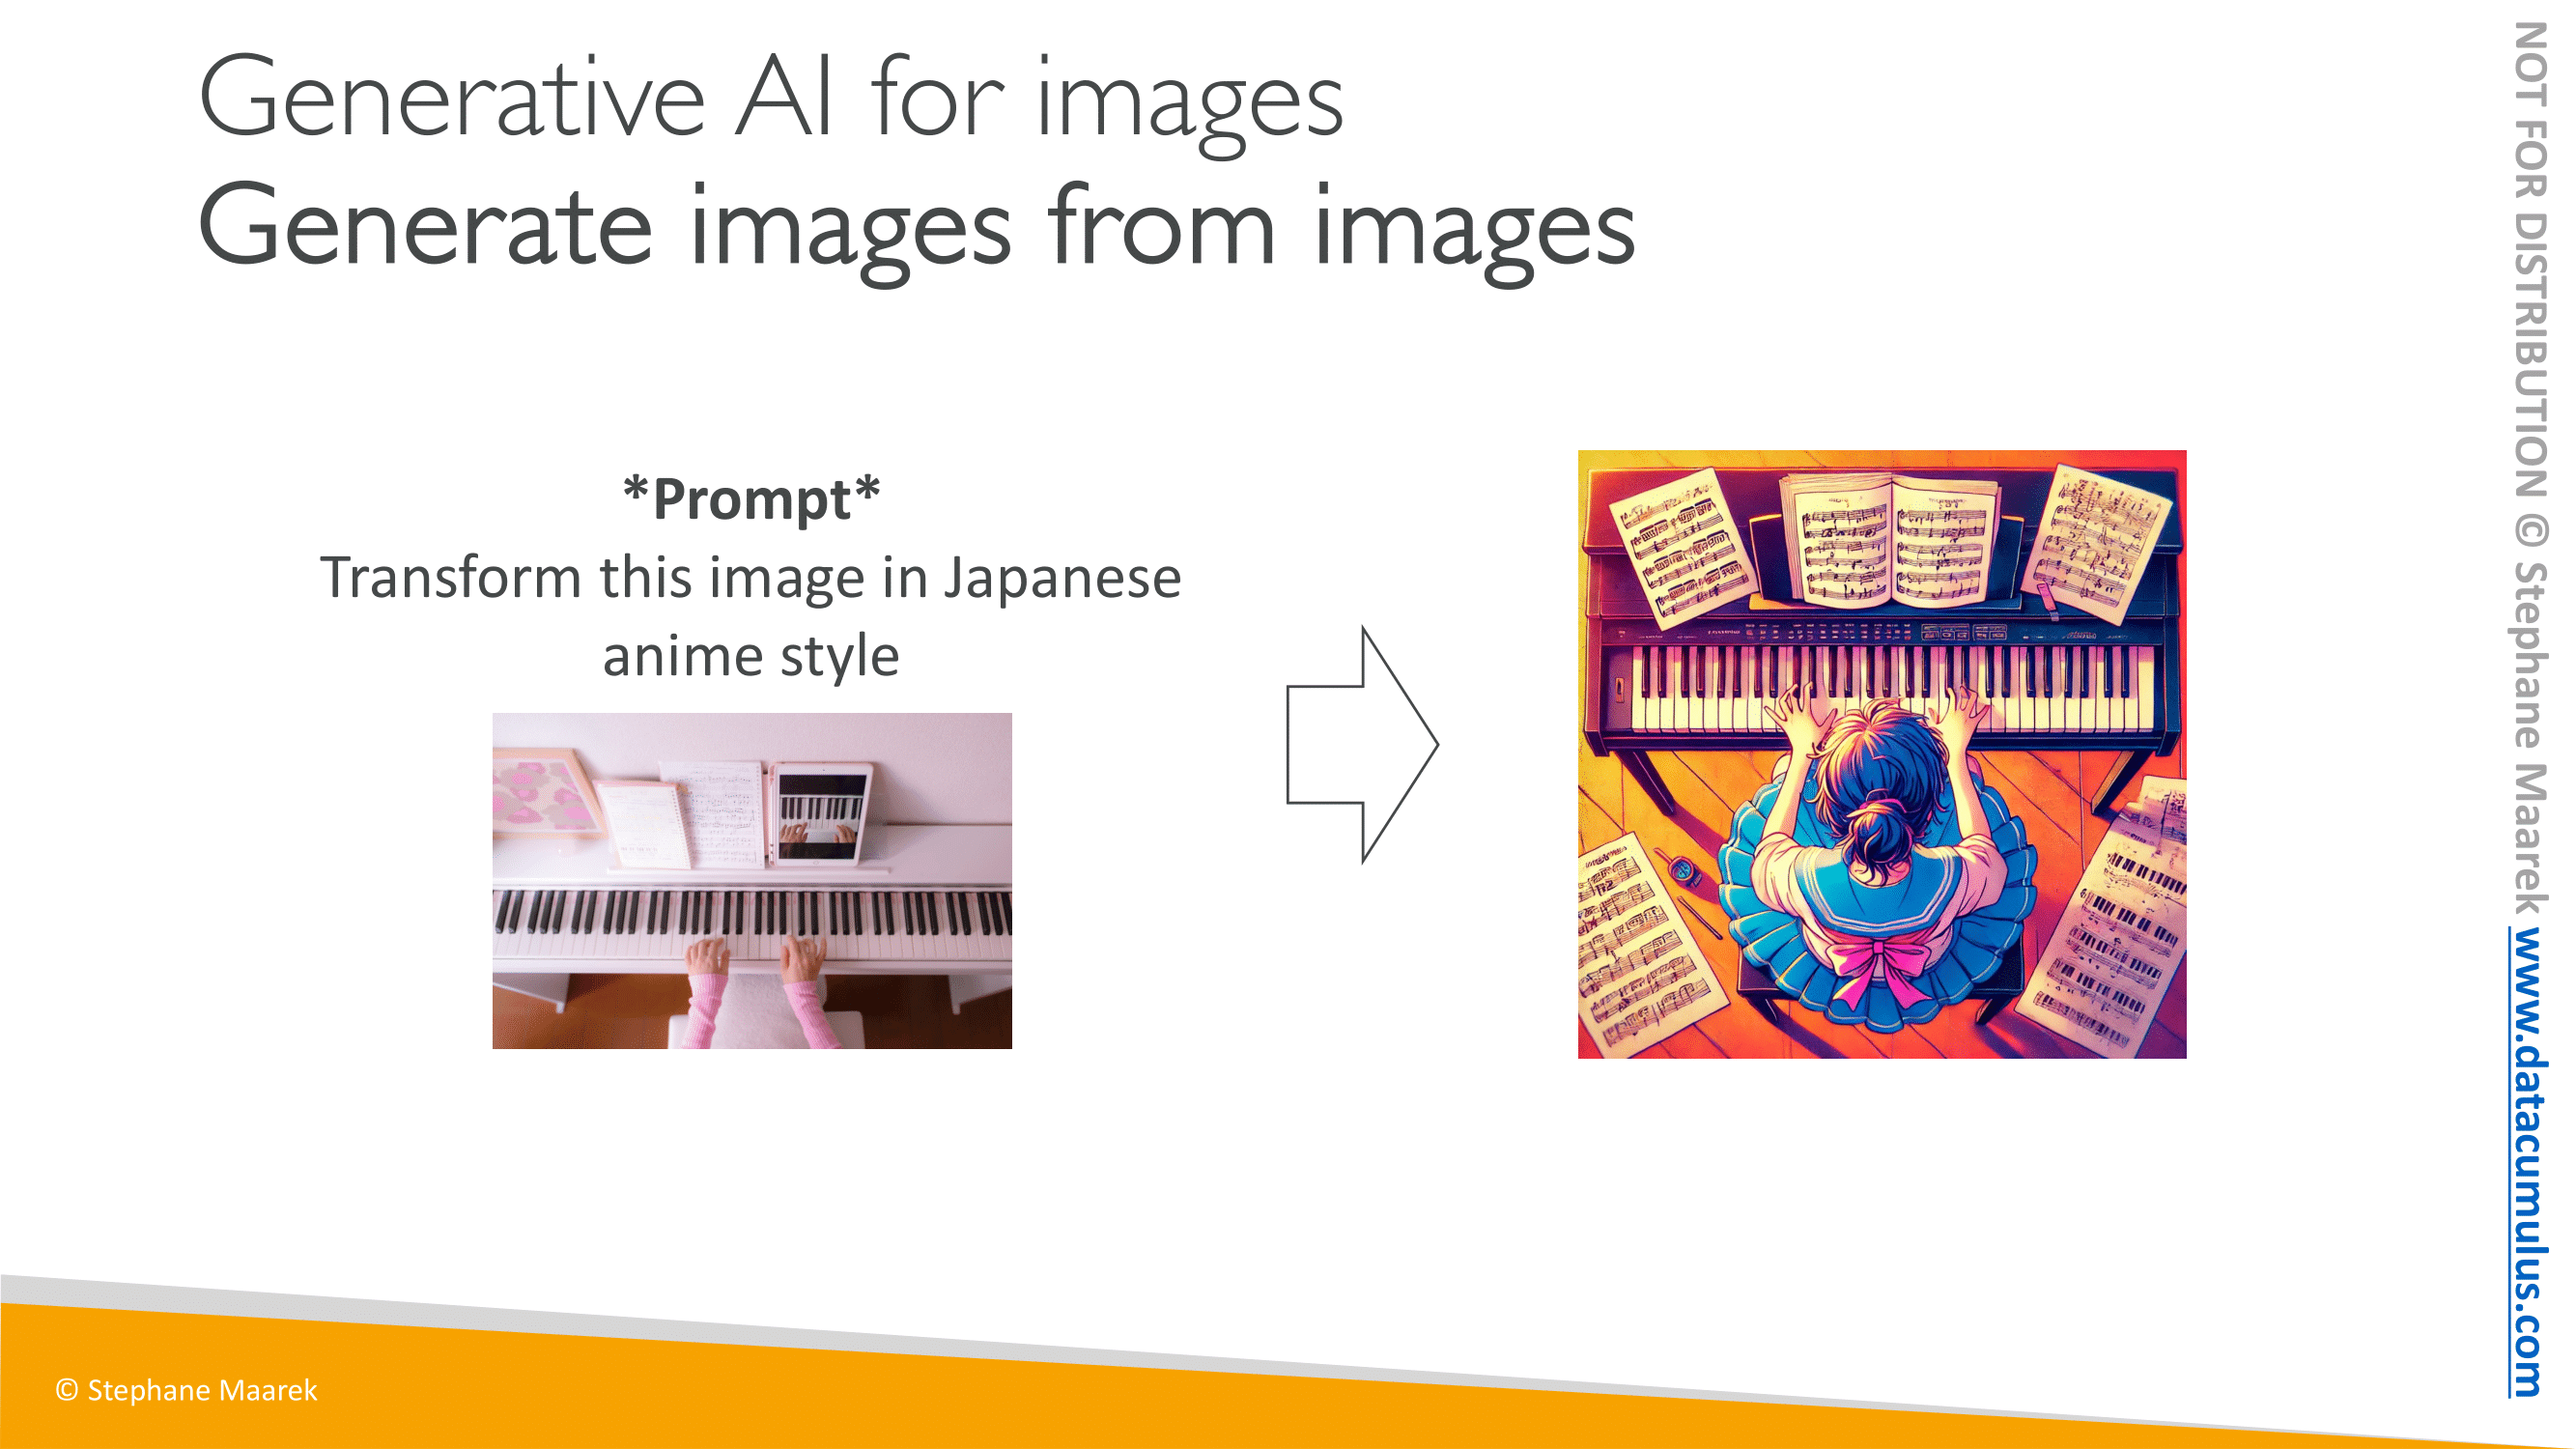 Generative AI for images
Generate images from images
*Prompt*
Transform this image in Japanese
anime style
© Stephane Maarek
NOT FOR DISTRIBUTION © Stephane Maarek www.datacumulus.com